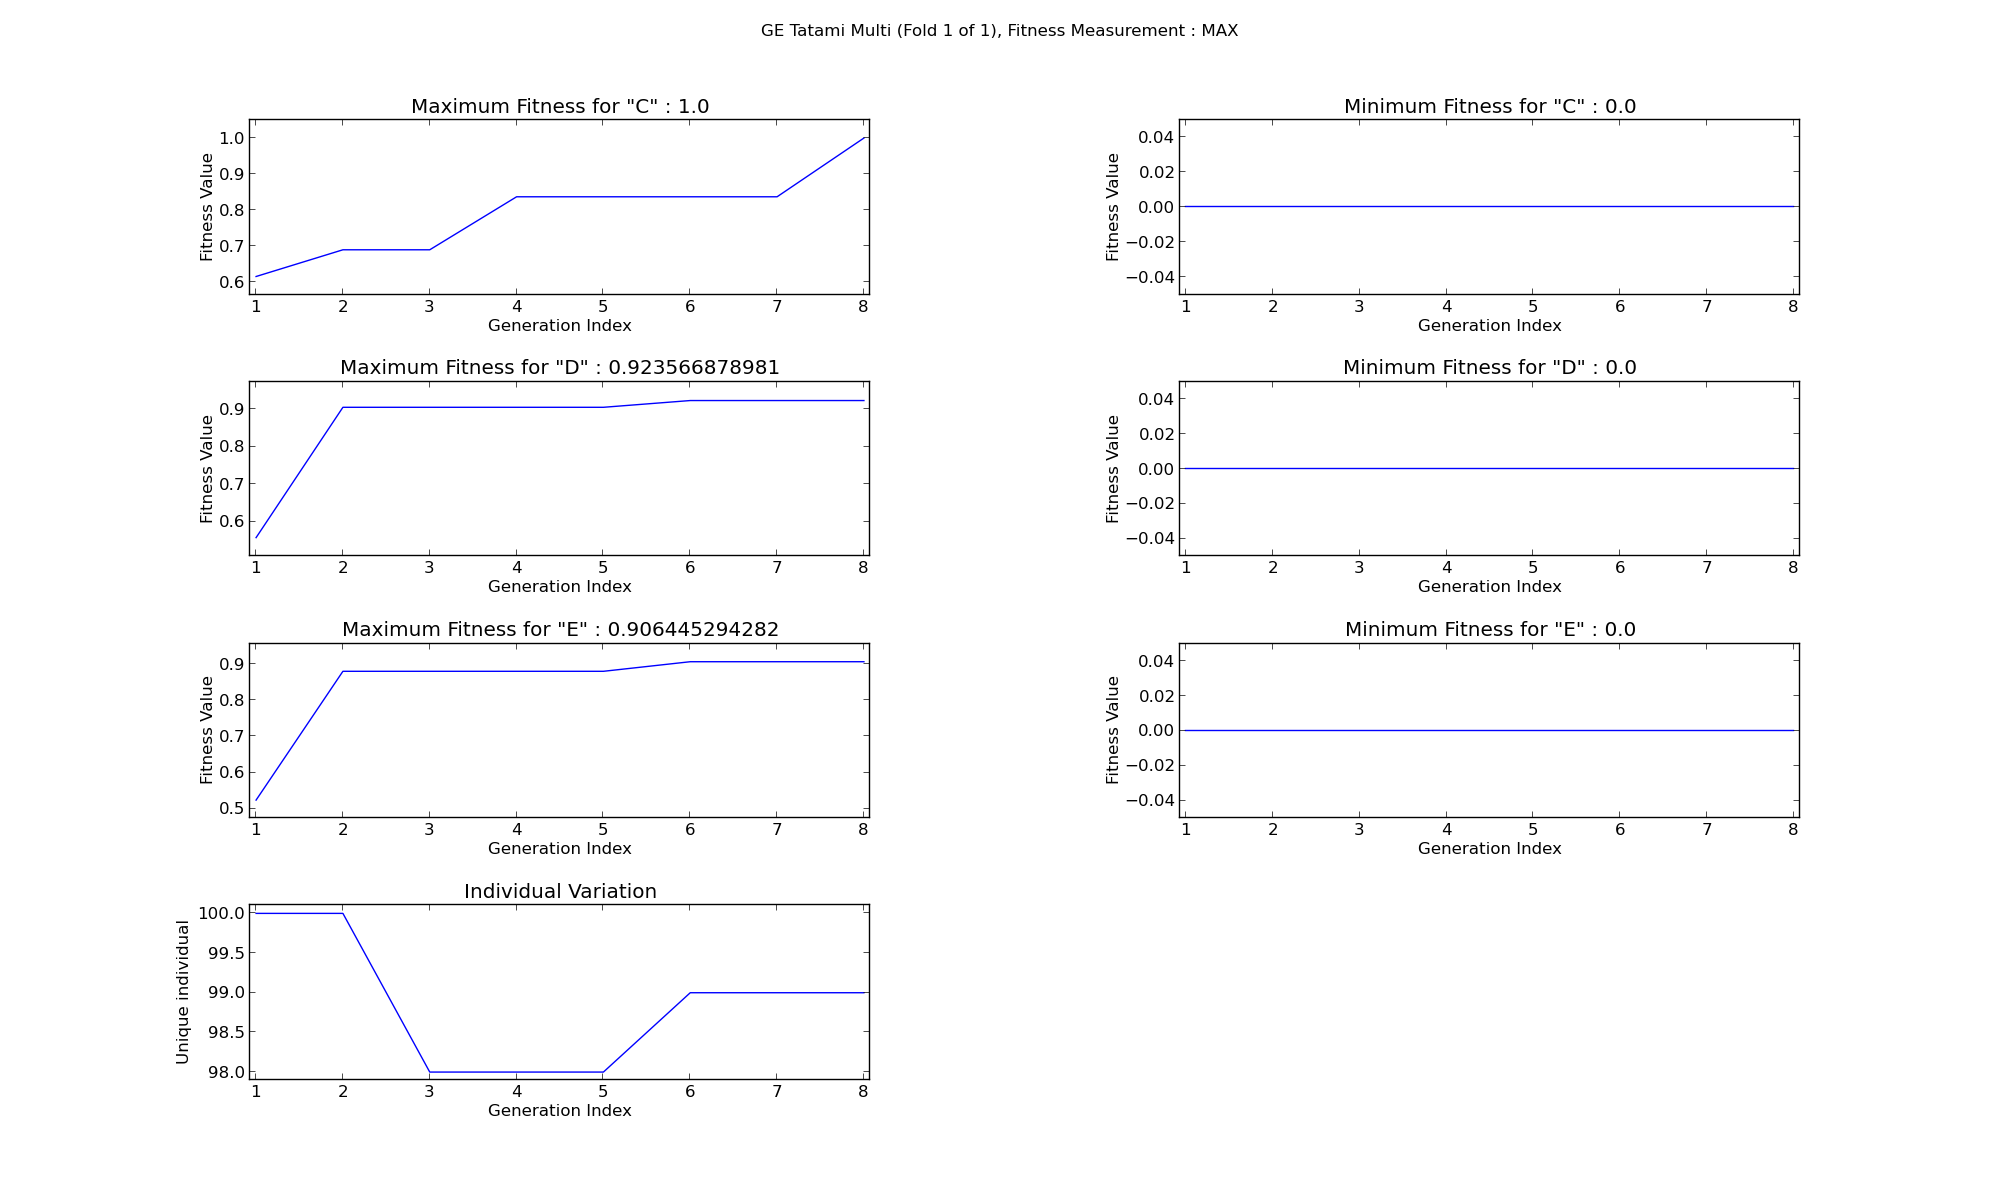 GE Tatami Multi (Fold 1 of 1), Fitness Measurement : MAX
Maximum Fitness for "C" : 1.0
1.0
0.9
0.8
0.7
0.6
Fitness Value
1 2 3 4 5 6 7 8
Generation Index
Minimum Fitness for "C" : 0.0
0.04
0.02
0.00
−0.02
−0.04
Fitness Value
1 2 3 4 5 6 7 8
Generation Index
Maximum Fitness for "D" : 0.923566878981
0.9
0.8
0.7
0.6
Fitness Value
1 2 3 4 5 6 7 8
Generation Index
Minimum Fitness for "D" : 0.0
0.04
0.02
0.00
−0.02
−0.04
Fitness Value
1 2 3 4 5 6 7 8
Generation Index
Maximum Fitness for "E" : 0.906445294282
0.9
0.8
0.7
0.6
0.5
Fitness Value
1 2 3 4 5 6 7 8
Generation Index
Minimum Fitness for "E" : 0.0
0.04
0.02
0.00
−0.02
−0.04
Fitness Value
1 2 3 4 5 6 7 8
Generation Index
Individual Variation
100.0
99.5
99.0
98.5
98.0
Unique individual
1 2 3 4 5 6 7 8
Generation Index